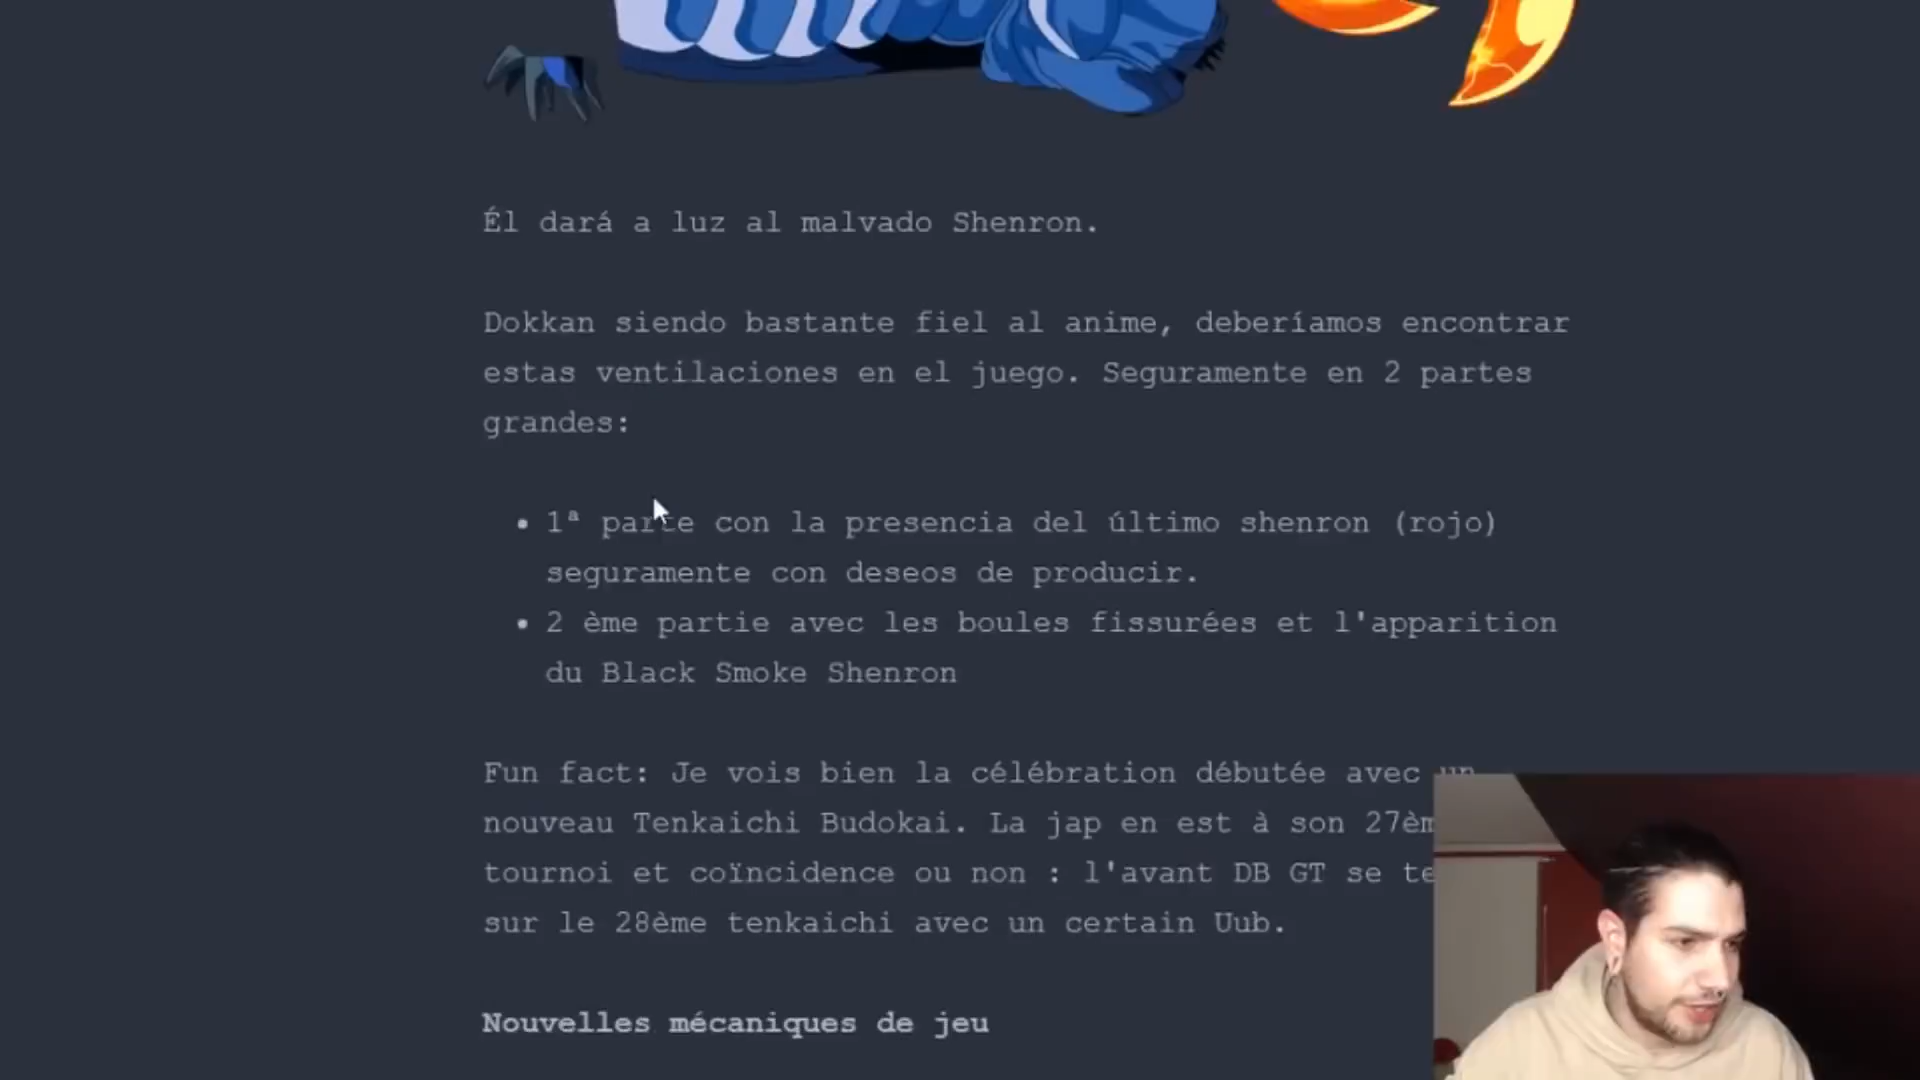 Él dará a luz al malvado Shenron.
Dokkan siendo bastante fiel al anime, deberíamos encontrar
estas ventilaciones en el juego. Seguramente en 2 partes
grandes:
• 1ª parte con la presencia del último shenron (rojo)
seguramente con deseos de producir.
• 2 ème partie avec les boules fissurées et l'apparition
du Black Smoke Shenron
Fun fact: Je vois bien la célébration débutée avec un
nouveau Tenkaichi Budokai. La jap en est à son
tournoi et coïncidence ou non : l'avant DB GT se
sur le 28ème tenkaichi avec un certain Uub.
Nouvelles mécaniques de jeu